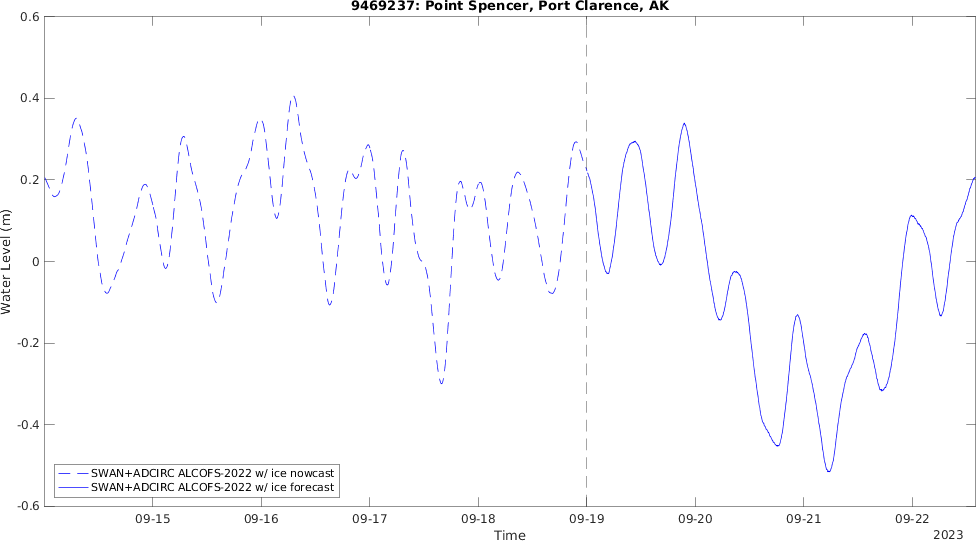 9469237: Point Spencer, Port Clarence, AK
0.6
0.4
0.2
0
-0.2
-0.4
-0.6
Water Level (m)
SWAN+ADCIRC ALCOFS-2022 w/ ice nowcast
SWAN+ADCIRC ALCOFS-2022 w/ ice forecast
09-15 09-16 09-17 09-18 09-19 09-20 09-21 09-22
Time
2023